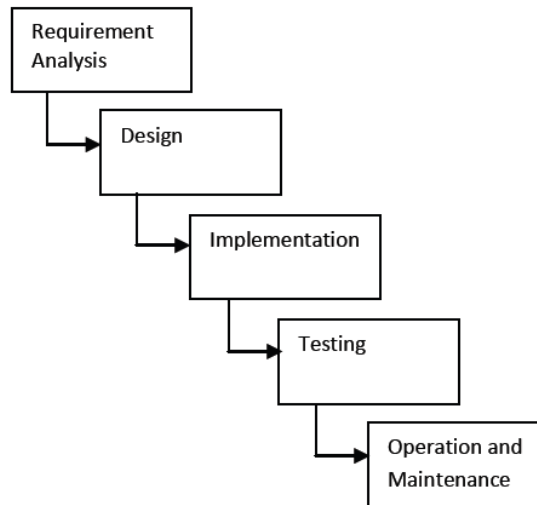 Requirement
Analysis
Design
Implementation
Testing
Operation and
Maintenance